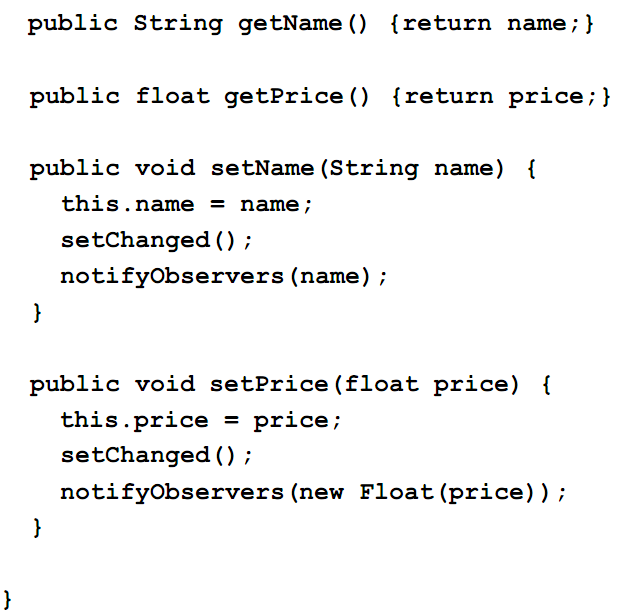 public String getName() {return name;}
public float getPrice() {return price;}
public void setName(String name) {
this.name = name;
setChanged();
notifyObservers(name);
}
public void setPrice(float price) {
this.price = price;
setChanged();
notifyObservers(new Float(price));
}
}